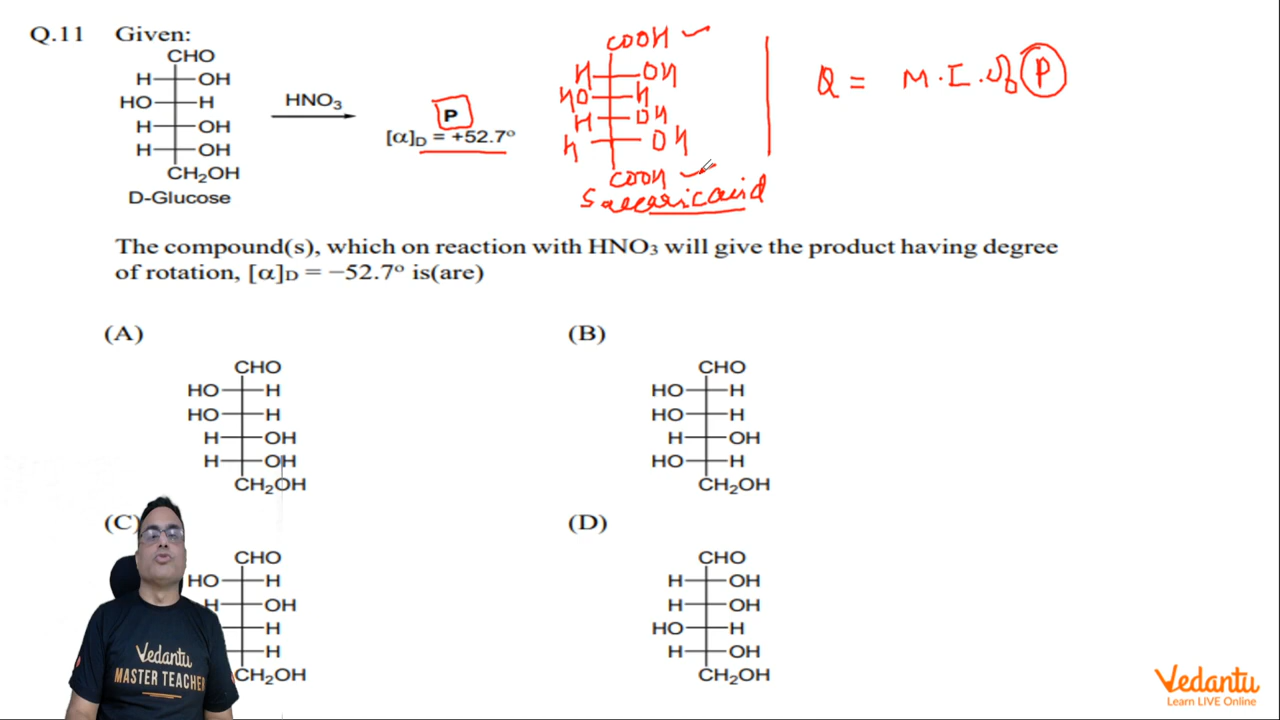 Q.11 Given:
CHO
H OH
HO H
H OH
H OH
CH₂OH
D-Glucose
HNO₃
P
[α]D = +52.7°
COOH
H OH
HO H
H OH
H OH
COOH
Saccaric acid
Q = M.I. of P
The compound(s), which on reaction with HNO₃ will give the product having degree
of rotation, [α]D = −52.7° is(are)
(A)
CHO
HO H
HO H
H OH
H OH
CH₂OH
(B)
CHO
HO H
HO H
H OH
HO H
CH₂OH
(C)
CHO
HO H
H OH
H
H
CH₂OH
(D)
CHO
H OH
H OH
HO H
H OH
CH₂OH
Vedantu
MASTER TEACHER
Vedantu
Learn LIVE Online